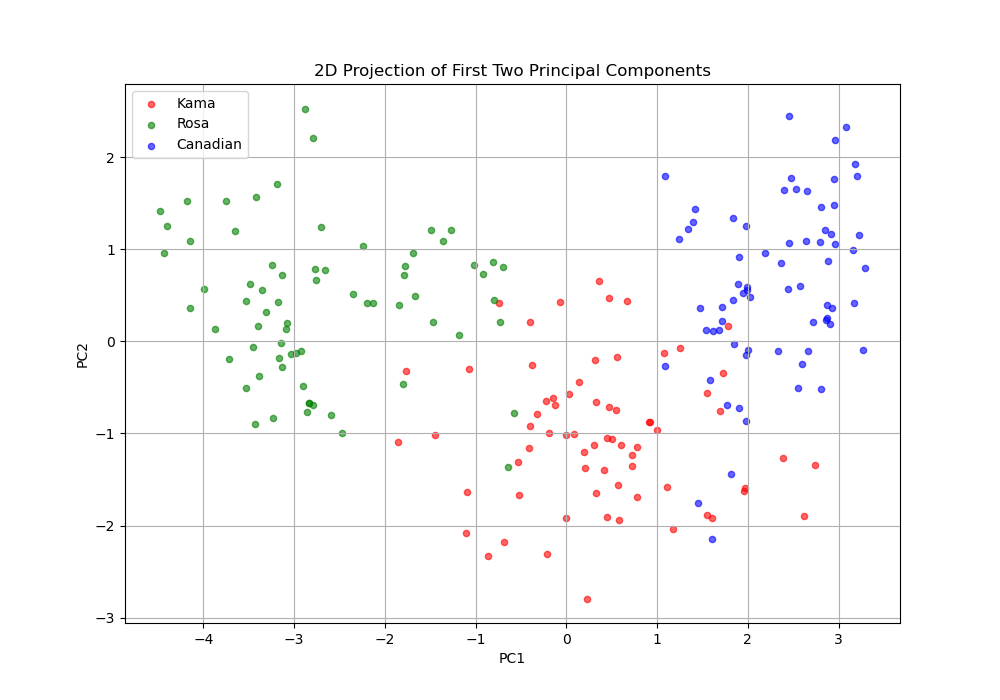 2D Projection of First Two Principal Components
Kama
Rosa
Canadian
PC2
2
1
0
−1
−2
−3
−4
−3
−2
−1
0
1
2
3
PC1